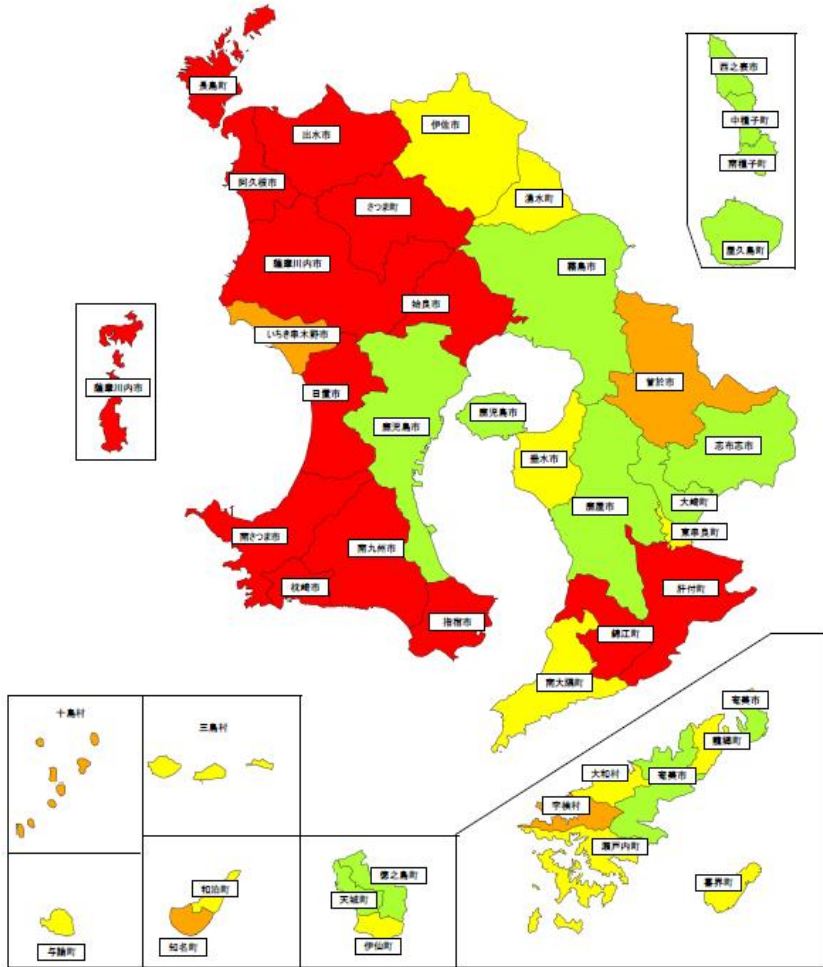 長島町
出水市
伊佐市
阿久根市
さつま町
湧水町
薩摩川内市
霧島市
姶良市
いちき串木野市
薩摩川内市
日置市
鹿児島市
鹿児島市
曽於市
志布志市
垂水市
鹿屋市
大崎町
東串良町
南さつま市
南九州市
枕崎市
指宿市
肝付町
錦江町
南大隅町
西之表市
中種子町
南種子町
屋久島町
十島村
三島村
与論町
和泊町
知名町
徳之島町
天城町
伊仙町
奄美市
龍郷町
大和村
奄美市
宇検村
瀬戸内町
喜界町